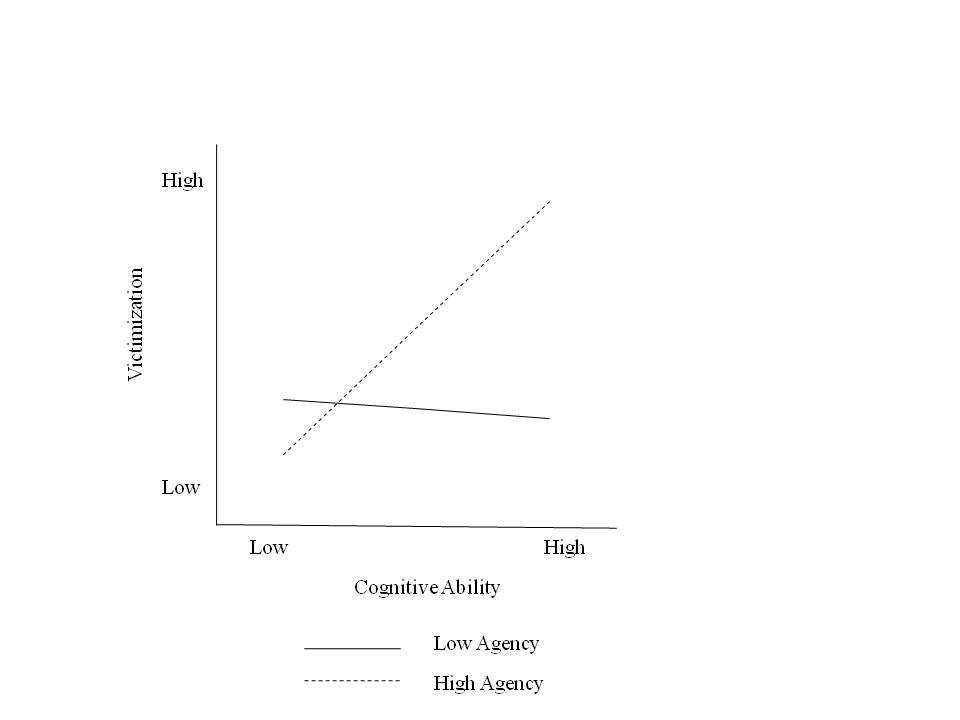 High
Victimization
Low
Low High
Cognitive Ability
Low Agency
High Agency